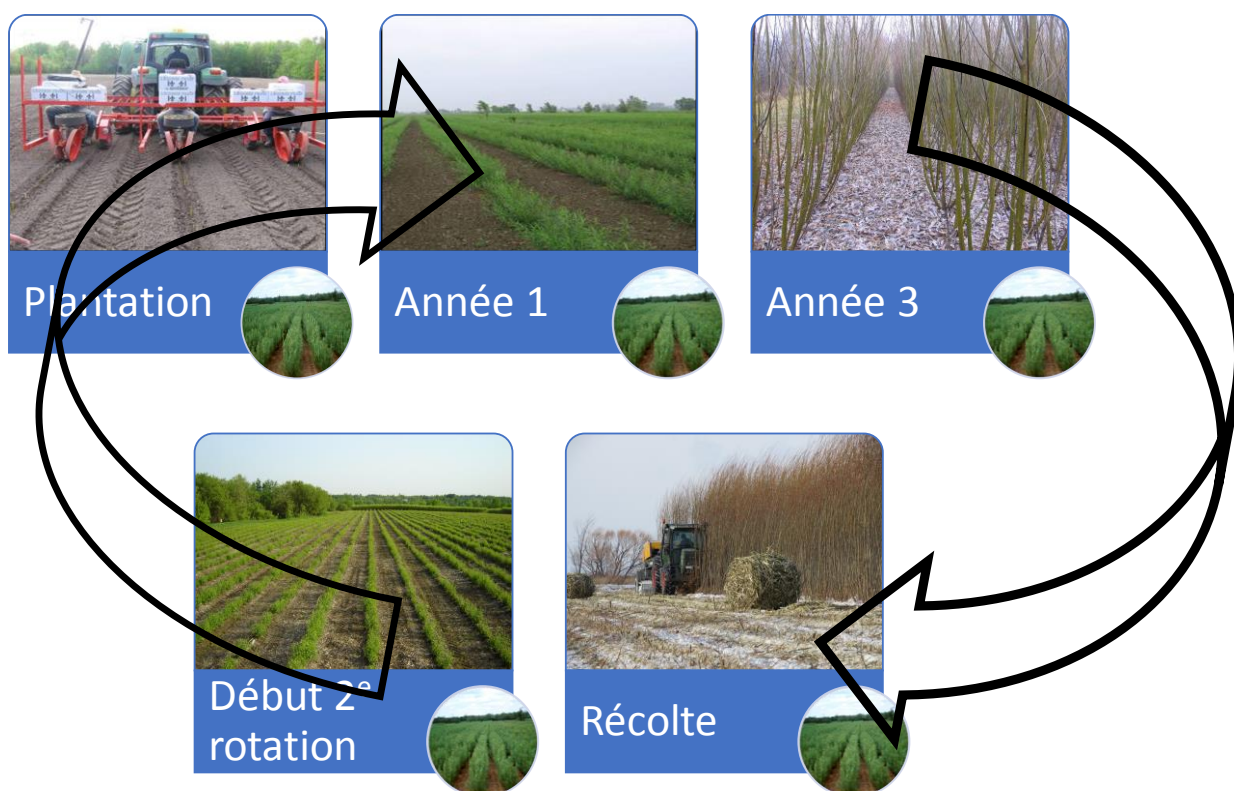 Plantation
Année 1
Année 3
Début 2e
rotation
Récolte